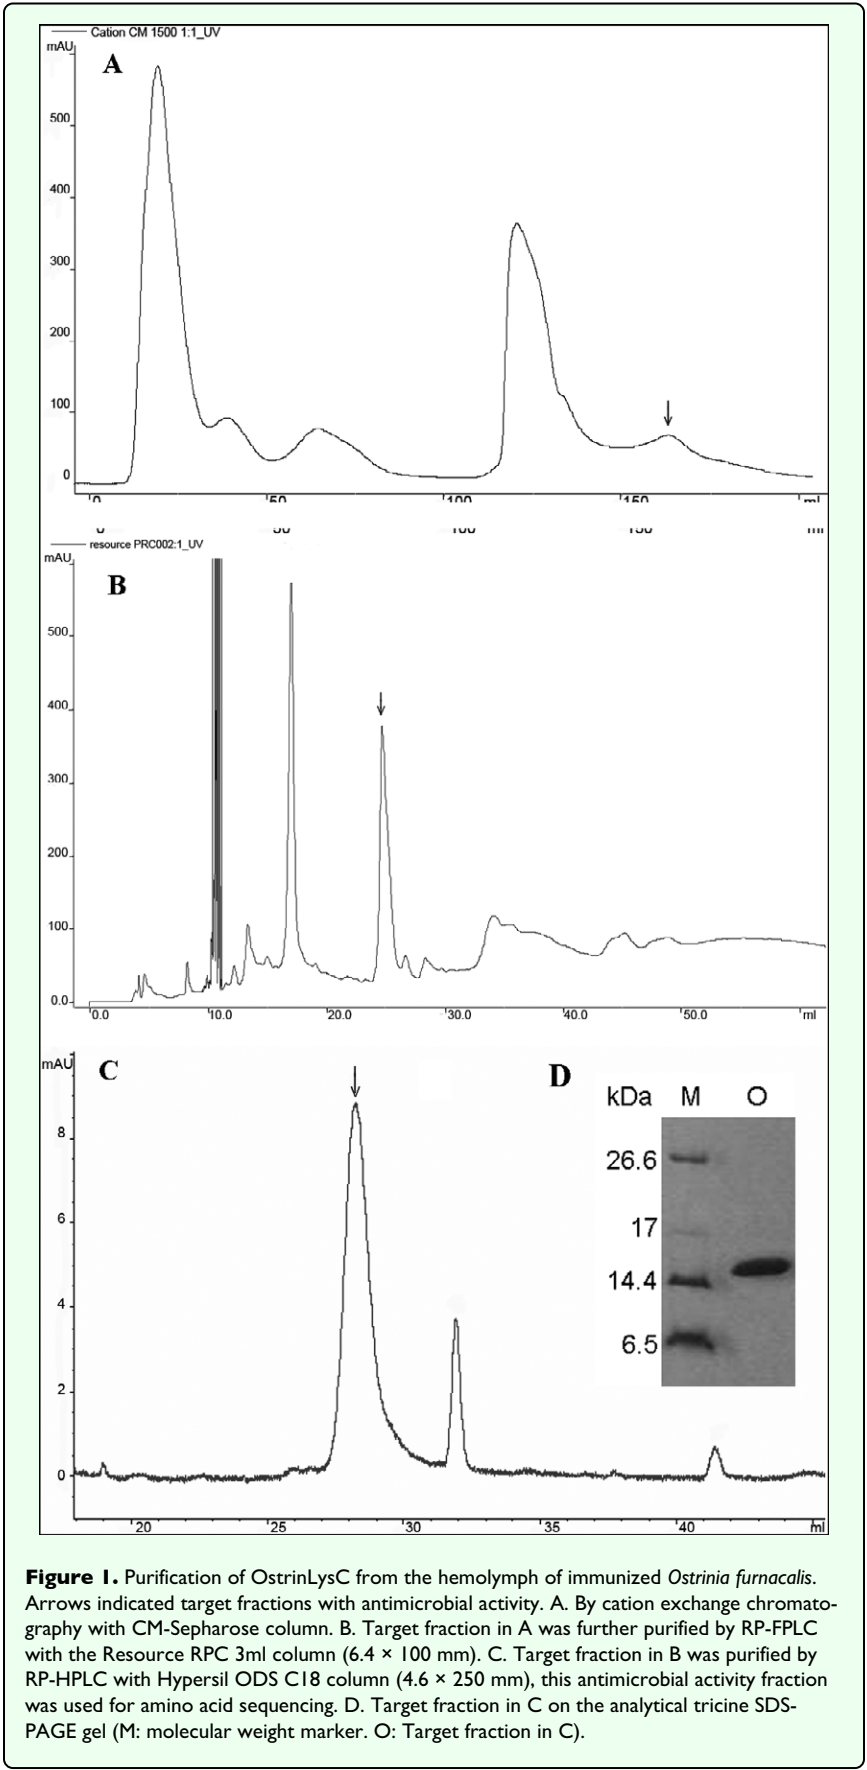 Cation CM 1500 1:1_UV
mAU
A
500
400
300
200
100
0
0 50 100 150 ml
0 50 100 150 ml
resource PRC002:1_UV
mAU
B
500
400
300
200
100
0.0
0.0 10.0 20.0 30.0 40.0 50.0 ml
mAU
C
8
6
4
2
0
20 25 30 35 40 ml
D
kDa M O
26.6
17
14.4
6.5
Figure 1. Purification of OstrinLysC from the hemolymph of immunized Ostrinia furnacalis.
Arrows indicated target fractions with antimicrobial activity. A. By cation exchange chromato-
graphy with CM-Sepharose column. B. Target fraction in A was further purified by RP-FPLC
with the Resource RPC 3ml column (6.4 × 100 mm). C. Target fraction in B was purified by
RP-HPLC with Hypersil ODS C18 column (4.6 × 250 mm), this antimicrobial activity fraction
was used for amino acid sequencing. D. Target fraction in C on the analytical tricine SDS-
PAGE gel (M: molecular weight marker. O: Target fraction in C).